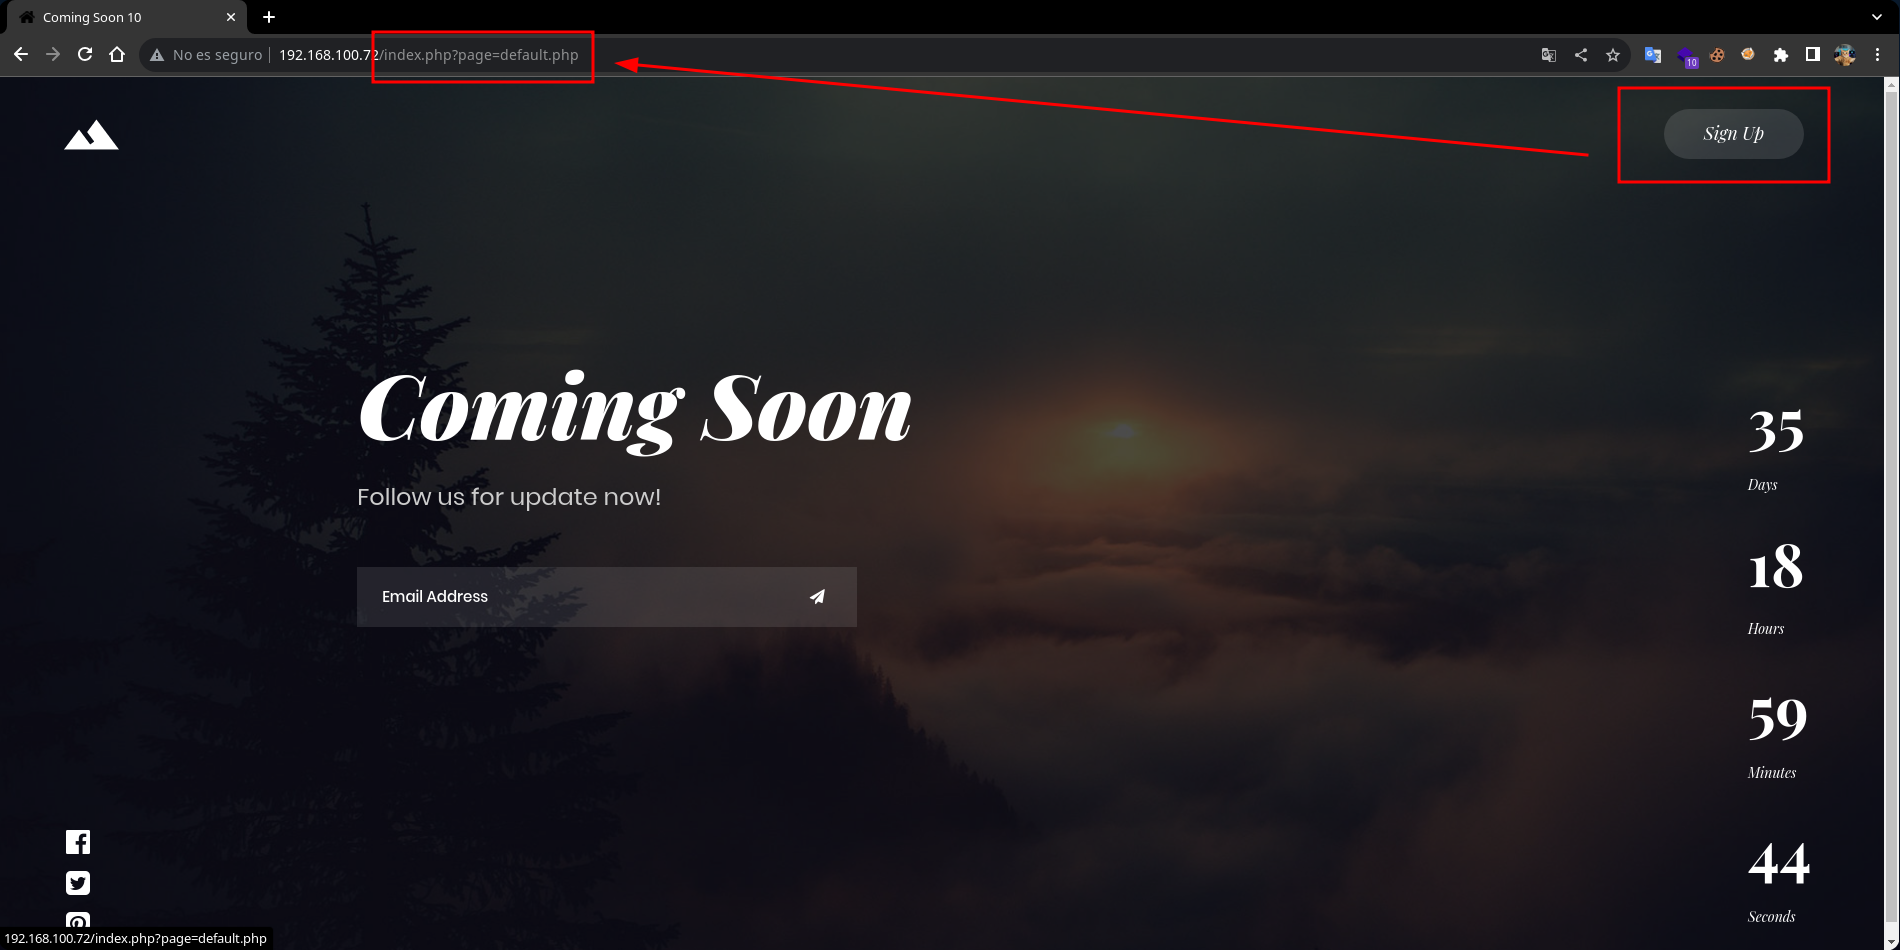 Coming Soon 10
No es seguro 192.168.100.72/index.php?page=default.php
10
Sign Up
Coming Soon
Follow us for update now!
Email Address
35
Days
18
Hours
59
Minutes
44
Seconds
192.168.100.72/index.php?page=default.php